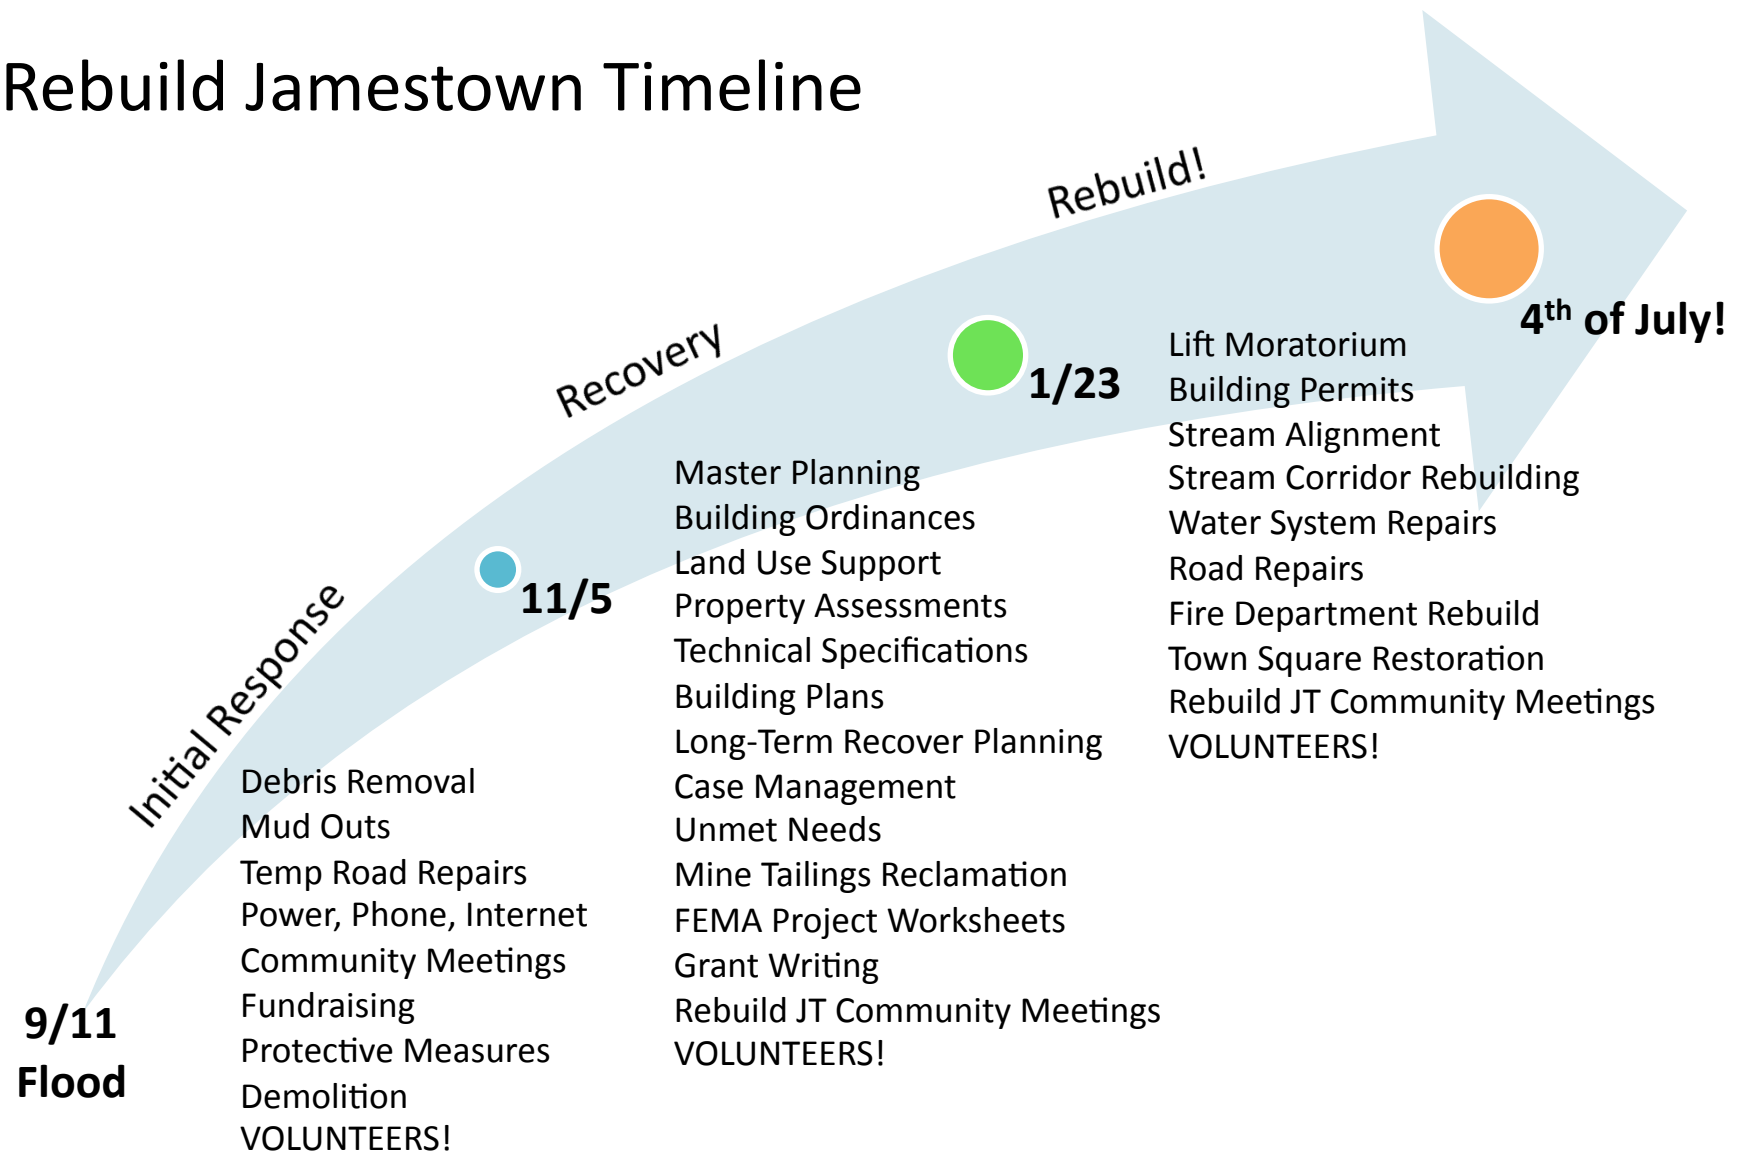 Rebuild Jamestown Timeline
Initial Response
Recovery
Rebuild!
9/11
Flood
11/5
1/23
4th of July!
Debris Removal
Mud Outs
Temp Road Repairs
Power, Phone, Internet
Community Meetings
Fundraising
Protective Measures
Demolition
VOLUNTEERS!
Master Planning
Building Ordinances
Land Use Support
Property Assessments
Technical Specifications
Building Plans
Long-Term Recover Planning
Case Management
Unmet Needs
Mine Tailings Reclamation
FEMA Project Worksheets
Grant Writing
Rebuild JT Community Meetings
VOLUNTEERS!
Lift Moratorium
Building Permits
Stream Alignment
Stream Corridor Rebuilding
Water System Repairs
Road Repairs
Fire Department Rebuild
Town Square Restoration
Rebuild JT Community Meetings
VOLUNTEERS!